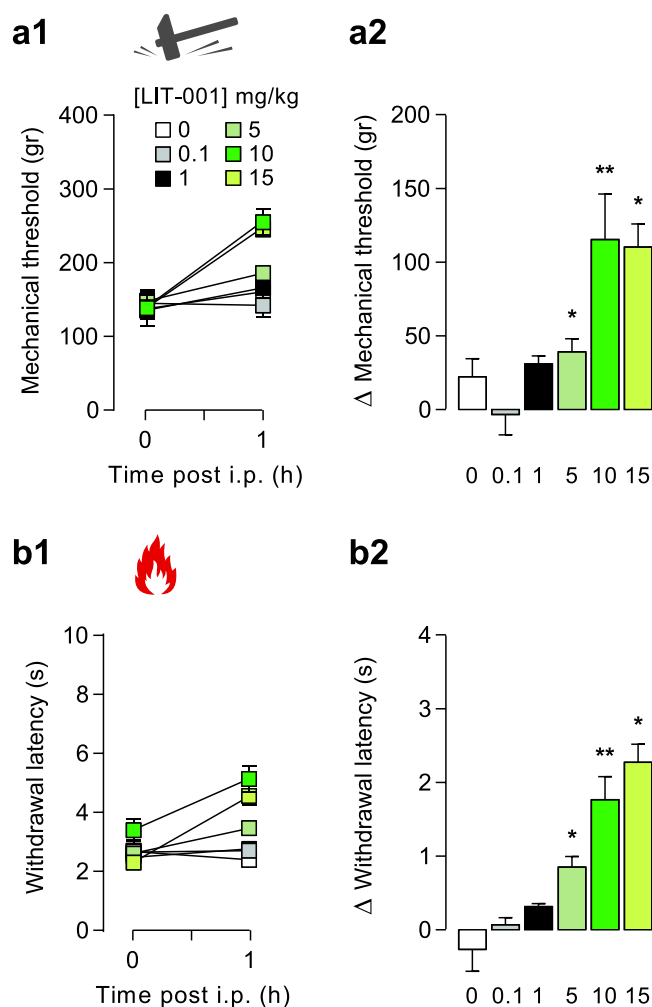 a1
[LIT-001] mg/kg
0 5
0.1 10
1 15
Mechanical threshold (gr)
400
300
200
100
0
0 1
Time post i.p. (h)
a2
Δ Mechanical threshold (gr)
200
150
100
50
0
* ** *
0 0.1 1 5 10 15
b1
Withdrawal latency (s)
10
8
6
4
2
0
0 1
Time post i.p. (h)
b2
Δ Withdrawal latency (s)
4
3
2
1
0
* ** *
0 0.1 1 5 10 15